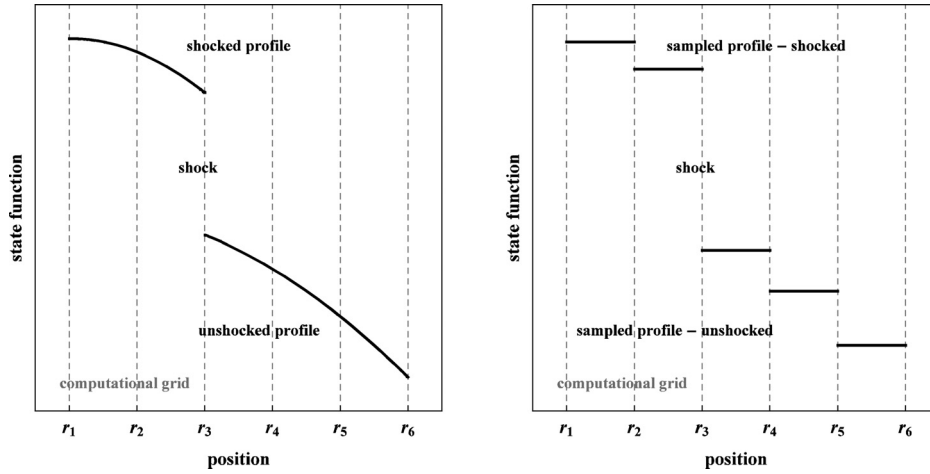 shocked profile
shock
unshocked profile
computational grid
state function
r1 r2 r3 r4 r5 r6
position
sampled profile – shocked
shock
sampled profile – unshocked
computational grid
state function
r1 r2 r3 r4 r5 r6
position